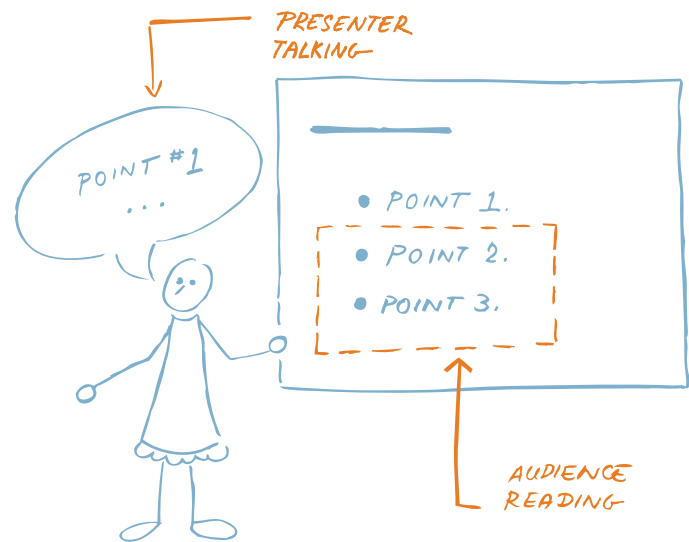 PRESENTER
TALKING
POINT #1
...
• POINT 1.
• POINT 2.
• POINT 3.
AUDIENCE
READING